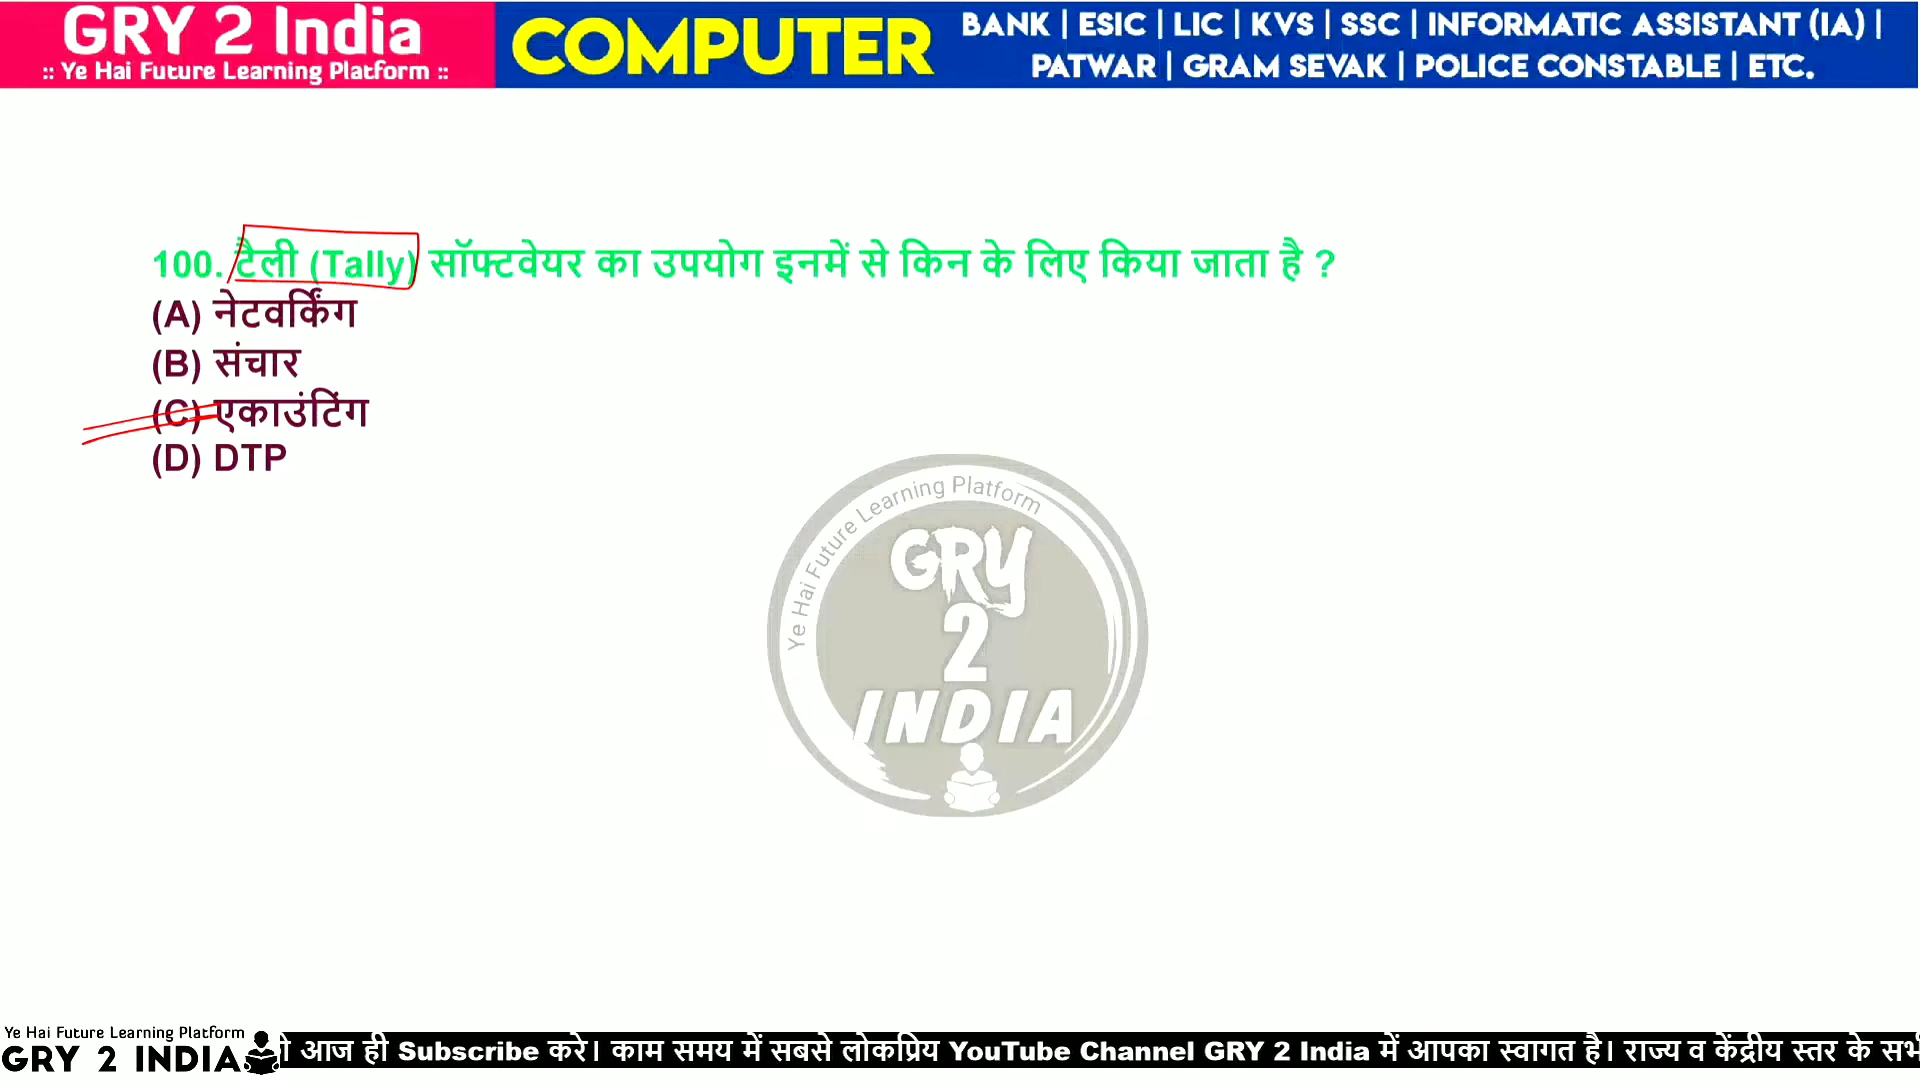 GRY 2 India
:: Ye Hai Future Learning Platform ::
COMPUTER
BANK | ESIC | LIC | KVS | SSC | INFORMATIC ASSISTANT (IA) |
PATWAR | GRAM SEVAK | POLICE CONSTABLE | ETC.
100. टैली (Tally) सॉफ्टवेयर का उपयोग इनमें से किन के लिए किया जाता है ?
(A) नेटवर्किंग
(B) संचार
(C) एकाउंटिंग
(D) DTP
Ye Hai Future Learning Platform
GRY
2
INDIA
Ye Hai Future Learning Platform
GRY 2 INDIA
आज ही Subscribe करे। काम समय में सबसे लोकप्रिय YouTube Channel GRY 2 India में आपका स्वागत है। राज्य व केंद्रीय स्तर के